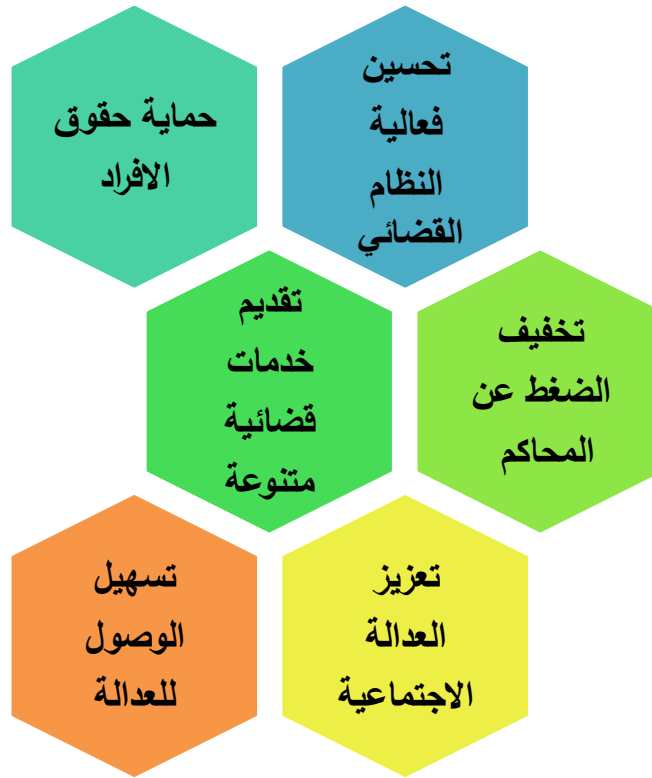 تحسين
فعالية
النظام
القضائي
حماية حقوق
الافراد
تخفيف
الضغط عن
المحاكم
تقديم
خدمات
قضائية
متنوعة
تعزيز
العدالة
الاجتماعية
تسهيل
الوصول
للعدالة